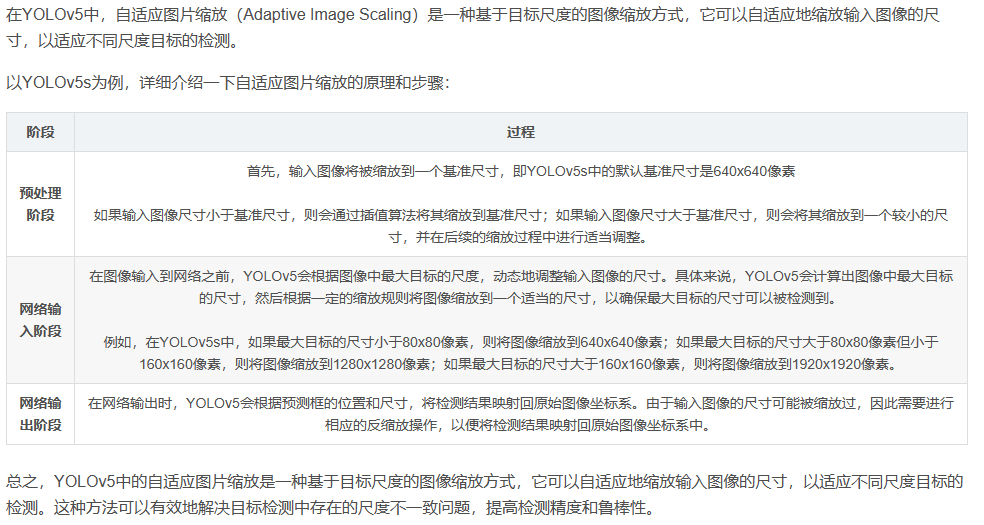 在YOLOv5中，自适应图片缩放（Adaptive Image Scaling）是一种基于目标尺度的图像缩放方式，它可以自适应地缩放输入图像的尺
寸，以适应不同尺度目标的检测。
以YOLOv5s为例，详细介绍一下自适应图片缩放的原理和步骤：
阶段 过程
预处理
阶段
首先，输入图像将被缩放到一个基准尺寸，即YOLOv5s中的默认基准尺寸是640x640像素
如果输入图像尺寸小于基准尺寸，则会通过插值算法将其缩放到基准尺寸；如果输入图像尺寸大于基准尺寸，则会将其缩放到一个较小的尺
寸，并在后续的缩放过程中进行适当调整。
网络输
入阶段
在图像输入到网络之前，YOLOv5会根据图像中最大目标的尺度，动态地调整输入图像的尺寸。具体来说，YOLOv5会计算出图像中最大目标
的尺寸，然后根据一定的缩放规则将图像缩放到一个适当的尺寸，以确保最大目标的尺寸可以被检测到。
例如，在YOLOv5s中，如果最大目标的尺寸小于80x80像素，则将图像缩放到640x640像素；如果最大目标的尺寸大于80x80像素但小于
160x160像素，则将图像缩放到1280x1280像素；如果最大目标的尺寸大于160x160像素，则将图像缩放到1920x1920像素。
网络输
出阶段
在网络输出时，YOLOv5会根据预测框的位置和尺寸，将检测结果映射回原始图像坐标系。由于输入图像的尺寸可能被缩放过，因此需要进行
相应的反缩放操作，以便将检测结果映射回原始图像坐标系中。
总之，YOLOv5中的自适应图片缩放是一种基于目标尺度的图像缩放方式，它可以自适应地缩放输入图像的尺寸，以适应不同尺度目标的
检测。这种方法可以有效地解决目标检测中存在的尺度不一致问题，提高检测精度和鲁棒性。